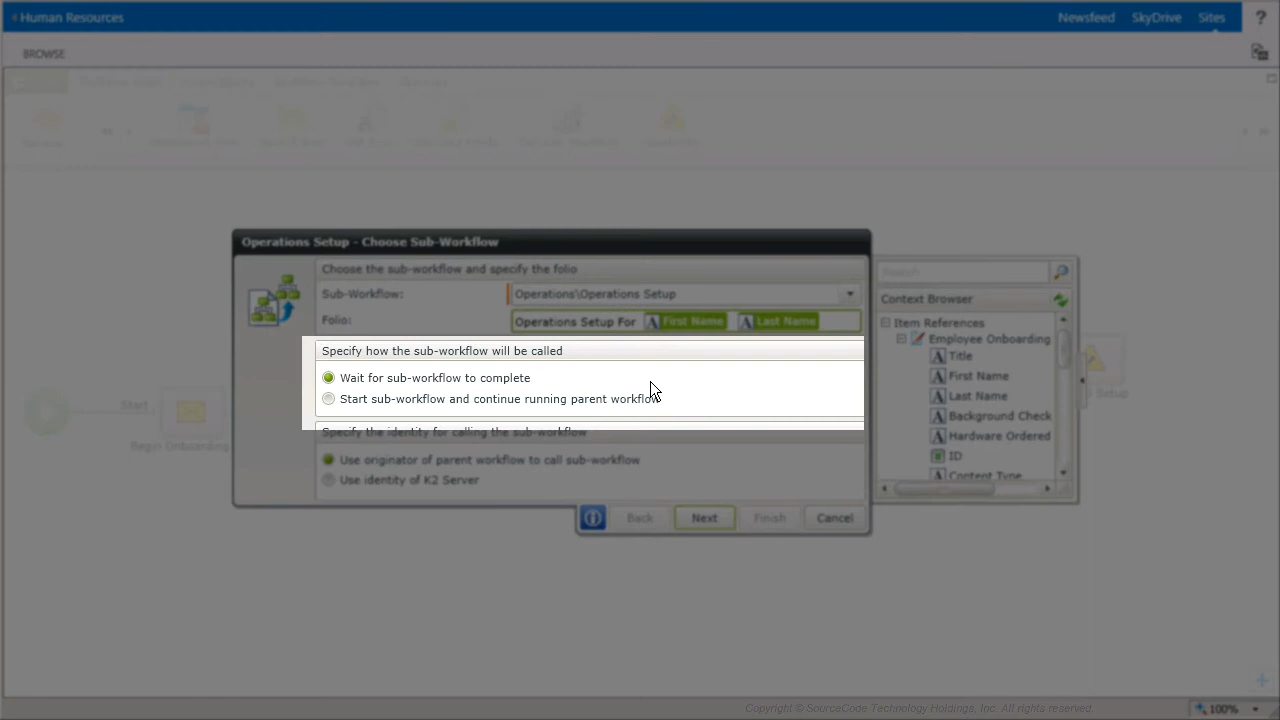 Human Resources
Newsfeed SkyDrive Sites ?
BROWSE
Operations Setup - Choose Sub-Workflow
Choose the sub-workflow and specify the folio
Sub-Workflow: Operations\Operations Setup
Folio: Operations Setup For First Name Last Name
Specify how the sub-workflow will be called
Wait for sub-workflow to complete
Start sub-workflow and continue running parent workflow
Specify the identity for calling the sub-workflow
Use originator of parent workflow to call sub-workflow
Use identity of K2 Server
Back Next Finish Cancel
Search
Context Browser
Item References
Employee Onboarding
Title
First Name
Last Name
Background Check
Hardware Ordered
ID
Content Type
Start
Begin Onboarding
Setup
Copyright © SourceCode Technology Holdings, Inc. All rights reserved.
100%